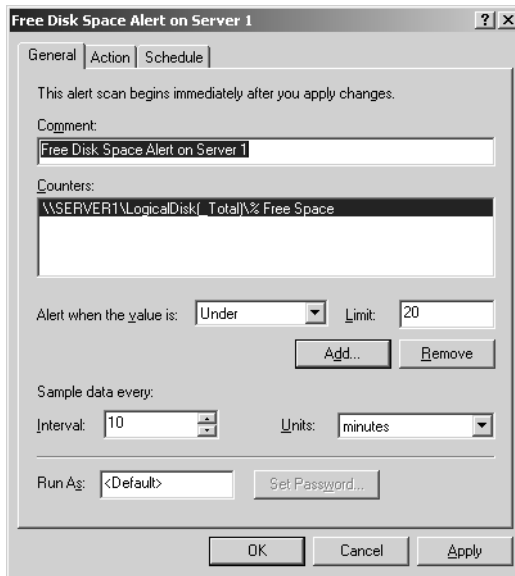 Free Disk Space Alert on Server 1
General Action Schedule
This alert scan begins immediately after you apply changes.
Comment:
Free Disk Space Alert on Server 1
Counters:
\\SERVER1\LogicalDisk(_Total)\% Free Space
Alert when the value is: Under Limit: 20
Add... Remove
Sample data every:
Interval: 10 Units: minutes
Run As: <Default> Set Password...
OK Cancel Apply